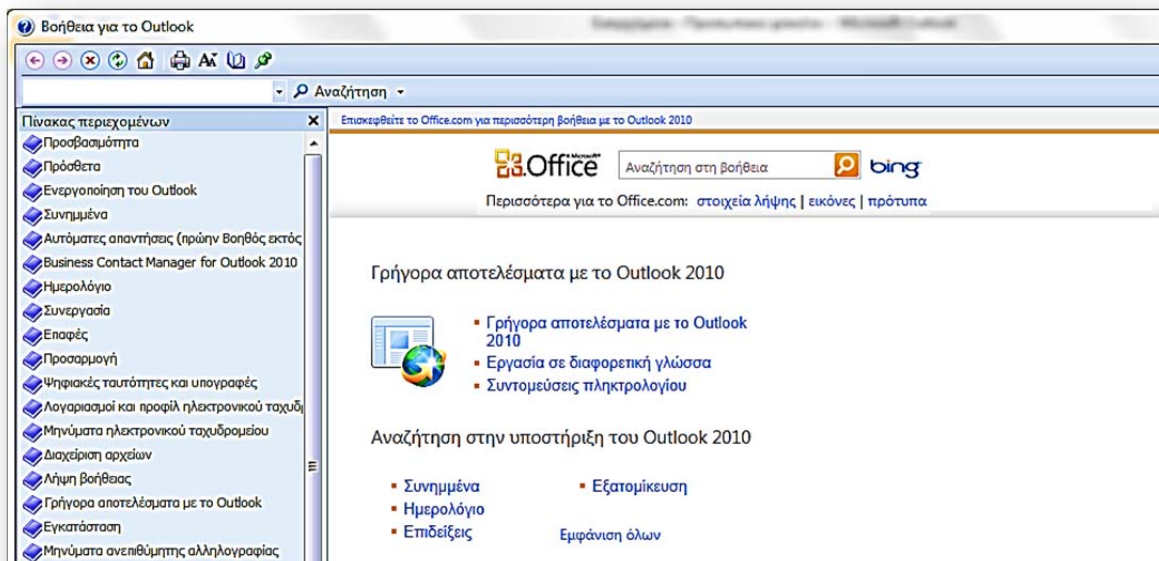 Βοήθεια για το Outlook
Αναζήτηση
Πίνακας περιεχομένων
Προσβασιμότητα
Πρόσθετα
Ενεργοποίηση του Outlook
Συνημμένα
Αυτόματες απαντήσεις (πρώην Βοηθός εκτός
Business Contact Manager for Outlook 2010
Ημερολόγιο
Συνεργασία
Επαφές
Προσαρμογή
Ψηφιακές ταυτότητες και υπογραφές
Λογαριασμοί και προφίλ ηλεκτρονικού ταχυδρ
Μηνύματα ηλεκτρονικού ταχυδρομείου
Διαχείριση αρχείων
Λήψη βοήθειας
Γρήγορα αποτελέσματα με το Outlook
Εγκατάσταση
Μηνύματα ανεπιθύμητης αλληλογραφίας
Επισκεφθείτε το Office.com για περισσότερη βοήθεια με το Outlook 2010
Microsoft Office Αναζήτηση στη βοήθεια bing
Περισσότερα για το Office.com: στοιχεία λήψης | εικόνες | πρότυπα
Γρήγορα αποτελέσματα με το Outlook 2010
Γρήγορα αποτελέσματα με το Outlook
2010
Εργασία σε διαφορετική γλώσσα
Συντομεύσεις πληκτρολογίου
Αναζήτηση στην υποστήριξη του Outlook 2010
Συνημμένα
Ημερολόγιο
Επιδείξεις
Εξατομίκευση
Εμφάνιση όλων